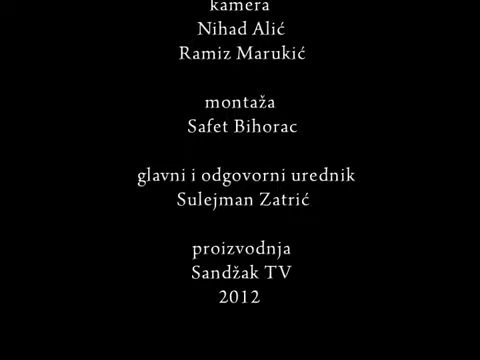 kamera
Nihad Alić
Ramiz Marukić
montaža
Safet Bihorac
glavni i odgovorni urednik
Sulejman Zatrić
proizvodnja
Sandžak TV
2012